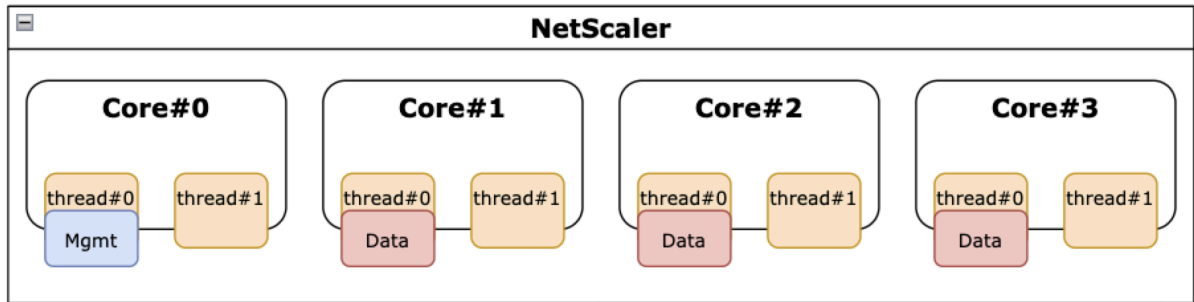 NetScaler
Core#0
Core#1
Core#2
Core#3
thread#0
thread#1
thread#0
thread#1
thread#0
thread#1
thread#0
thread#1
Mgmt
Data
Data
Data